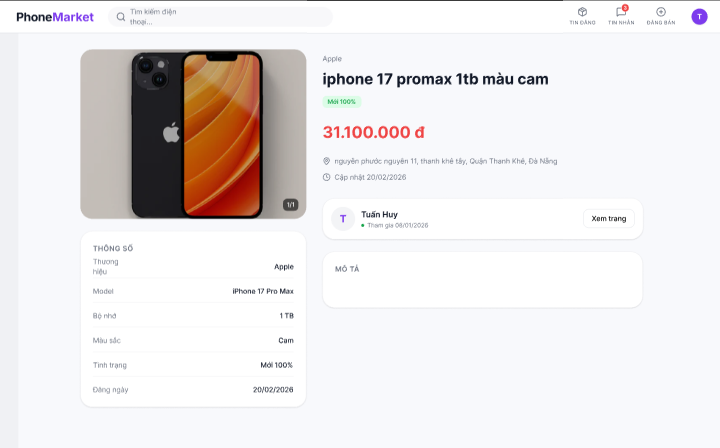 PhoneMarket
Tìm kiếm điện
thoại...
TIN ĐĂNG
3
TIN NHẮN
ĐĂNG BÁN
T
1/1
Apple
iphone 17 promax 1tb màu cam
Mới 100%
31.100.000 đ
nguyễn phước nguyên 11, thanh khê tây, Quận Thanh Khê, Đà Nẵng
Cập nhật 20/02/2026
T
Tuấn Huy
Tham gia 06/01/2026
Xem trang
MÔ TẢ
THÔNG SỐ
Thương
hiệu
Apple
Model
iPhone 17 Pro Max
Bộ nhớ
1 TB
Màu sắc
Cam
Tình trạng
Mới 100%
Đăng ngày
20/02/2026